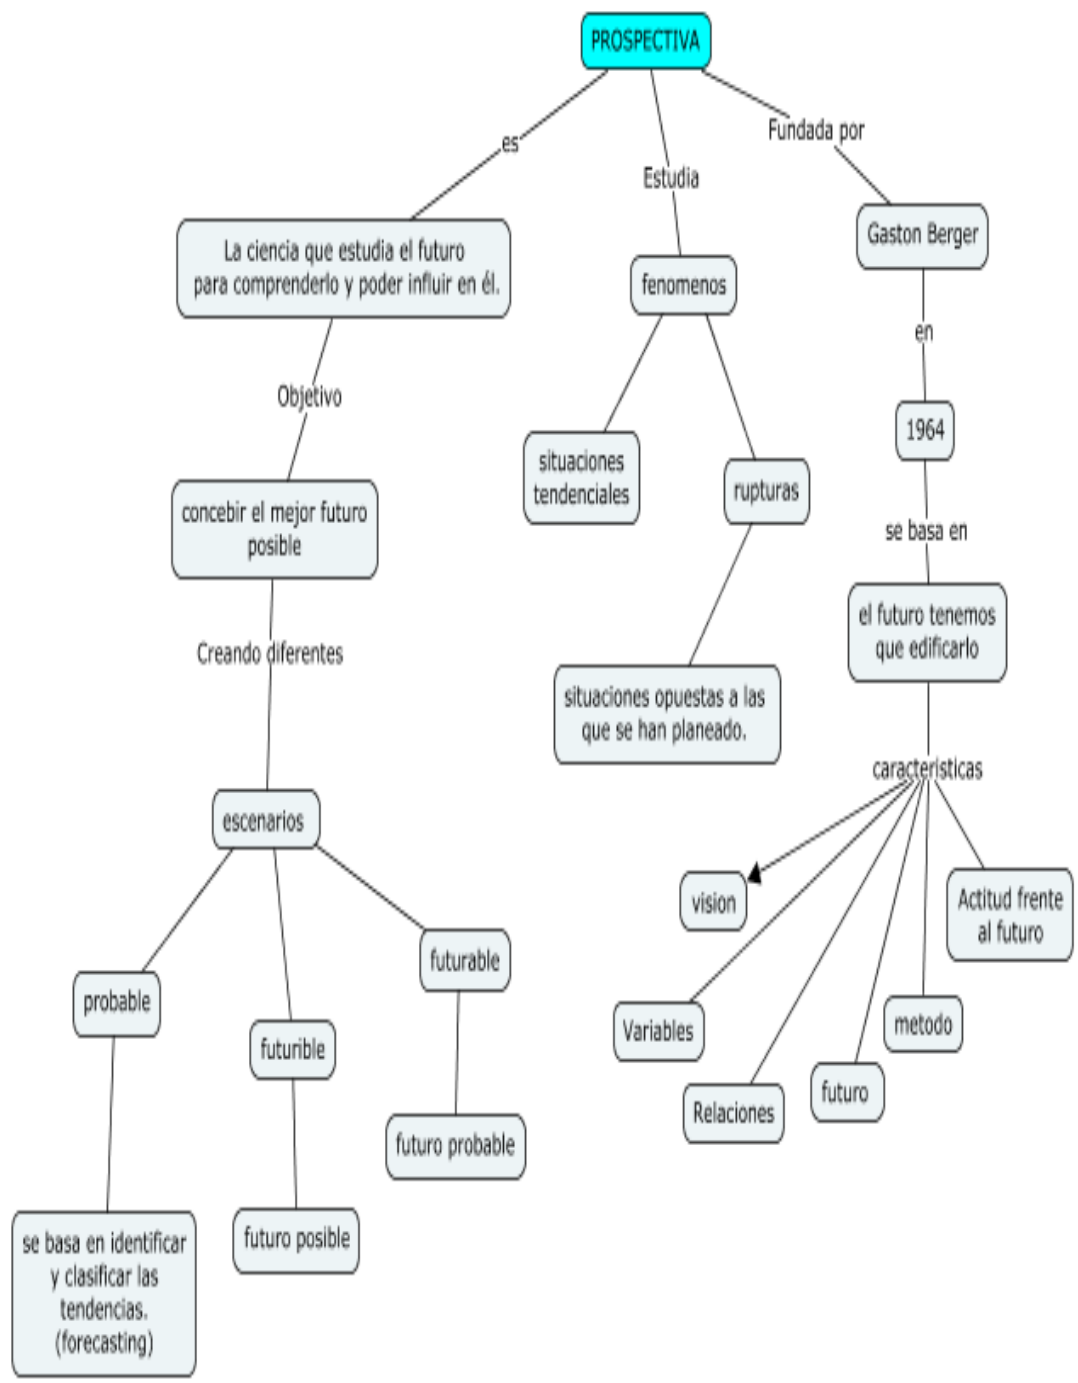 PROSPECTIVA
es
Estudia
Fundada por
La ciencia que estudia el futuro
para comprenderlo y poder influir en él.
fenomenos
Gaston Berger
Objetivo
en
situaciones
tendenciales
rupturas
1964
concebir el mejor futuro
posible
se basa en
Creando diferentes
situaciones opuestas a las
que se han planeado.
el futuro tenemos
que edificarlo
escenarios
características
probable
futurible
futurable
se basa en identificar
y clasificar las
tendencias.
(forecasting)
futuro posible
futuro probable
vision
Variables
Relaciones
futuro
metodo
Actitud frente
al futuro